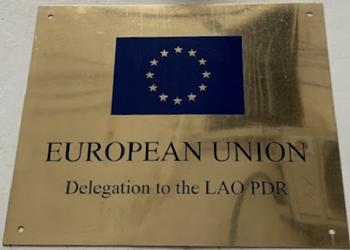 EUROPEAN UNION
Delegation to the LAO PDR